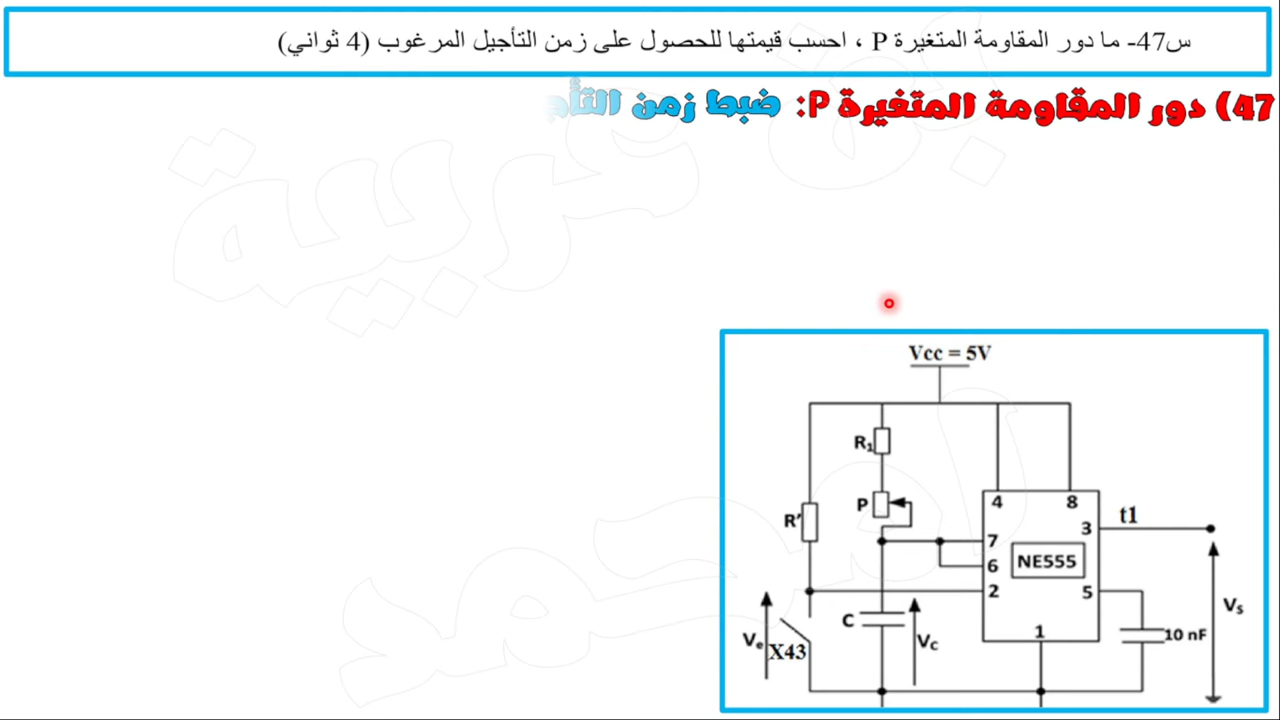 س47- ما دور المقاومة المتغيرة P ، احسب قيمتها للحصول على زمن التأجيل المرغوب (4 ثواني)
47) دور المقاومة المتغيرة P: ضبط زمن
Vcc = 5V
R₁
P
4
8
t1
3
R’
7
6
NE555
2
5
C
Vₛ
1
10 nF
Vₑ
X43
V꜀